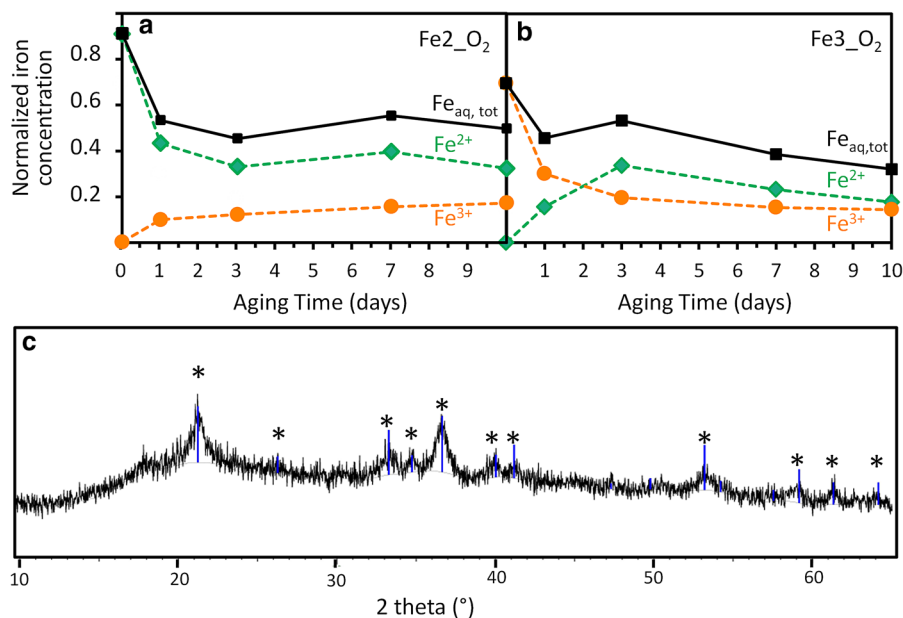 a
Fe2_O2
b
Fe3_O2
Normalized iron
concentration
0.8
0.6
0.4
0.2
Feaq, tot
Fe2+
Fe3+
Feaq,tot
Fe2+
Fe3+
0 1 2 3 4 5 6 7 8 9
1 2 3 4 5 6 7 8 9 10
Aging Time (days)
Aging Time (days)
c
* * * * * * * * * * *
10 20 30 40 50 60
2 theta (°)